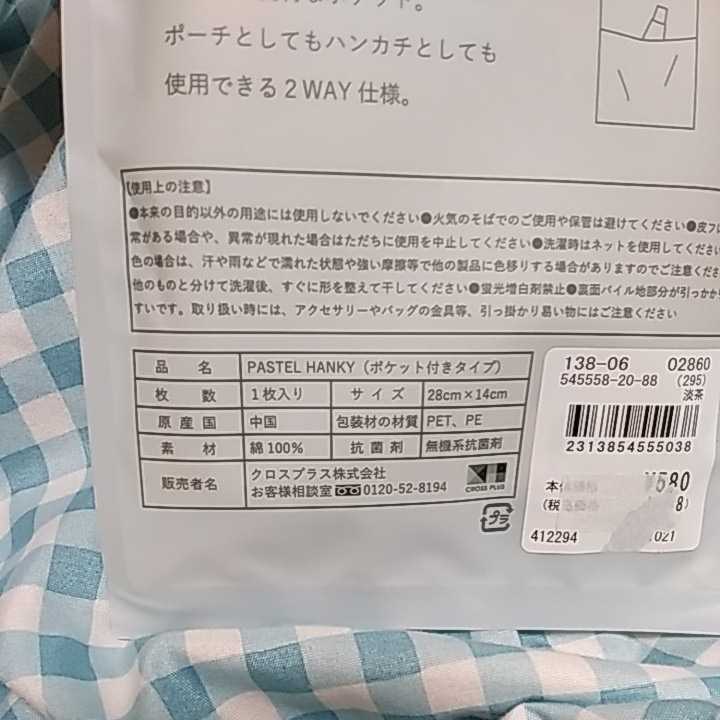 ポーチとしてもハンカチとしても
使用できる2WAY仕様。
【使用上の注意】
●本来の目的以外の用途には使用しないでください●火気のそばでのご使用や保管は避けてください●皮フに
常がある場合や、異常が現れた場合はただちに使用を中止してください●洗濯時はネットを使用してください
色の場合は、汗や雨などで濡れた状態や強い摩擦等で他の製品に色移りする場合がありますのでご注意くださ
他のものと分けて洗濯後、すぐに形を整えて干してください●蛍光増白剤禁止●裏面パイル地部分が引っかか
すいです。取り扱い時には、アクセサリーやバッグの金具等、引っ掛かり易い物にはご注意ください
品名 PASTEL HANKY（ポケット付きタイプ）
枚数 1枚入り サイズ 28cm×14cm
原産国 中国 包装材の材質 PET、PE
素材 綿100% 抗菌剤 無機系抗菌剤
販売者名 クロスプラス株式会社
お客様相談室 0120-52-8194
CROSS PLUS
プラ
138-06 02860
545558-20-88 (295)
淡茶
2313854555038
本体価格 ¥580
(税込価格 8)
412294 1021